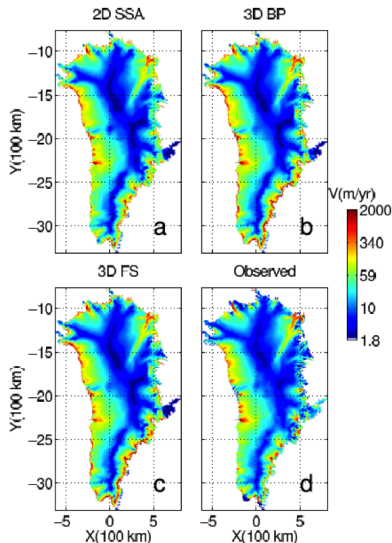 2D SSA
3D BP
−10
−15
−20
−25
−30
Y(100 km)
a
b
V(m/yr)
2000
340
59
10
1.8
3D FS
Observed
−10
−15
−20
−25
−30
Y(100 km)
c
d
−5 0 5
X(100 km)
−5 0 5
X(100 km)